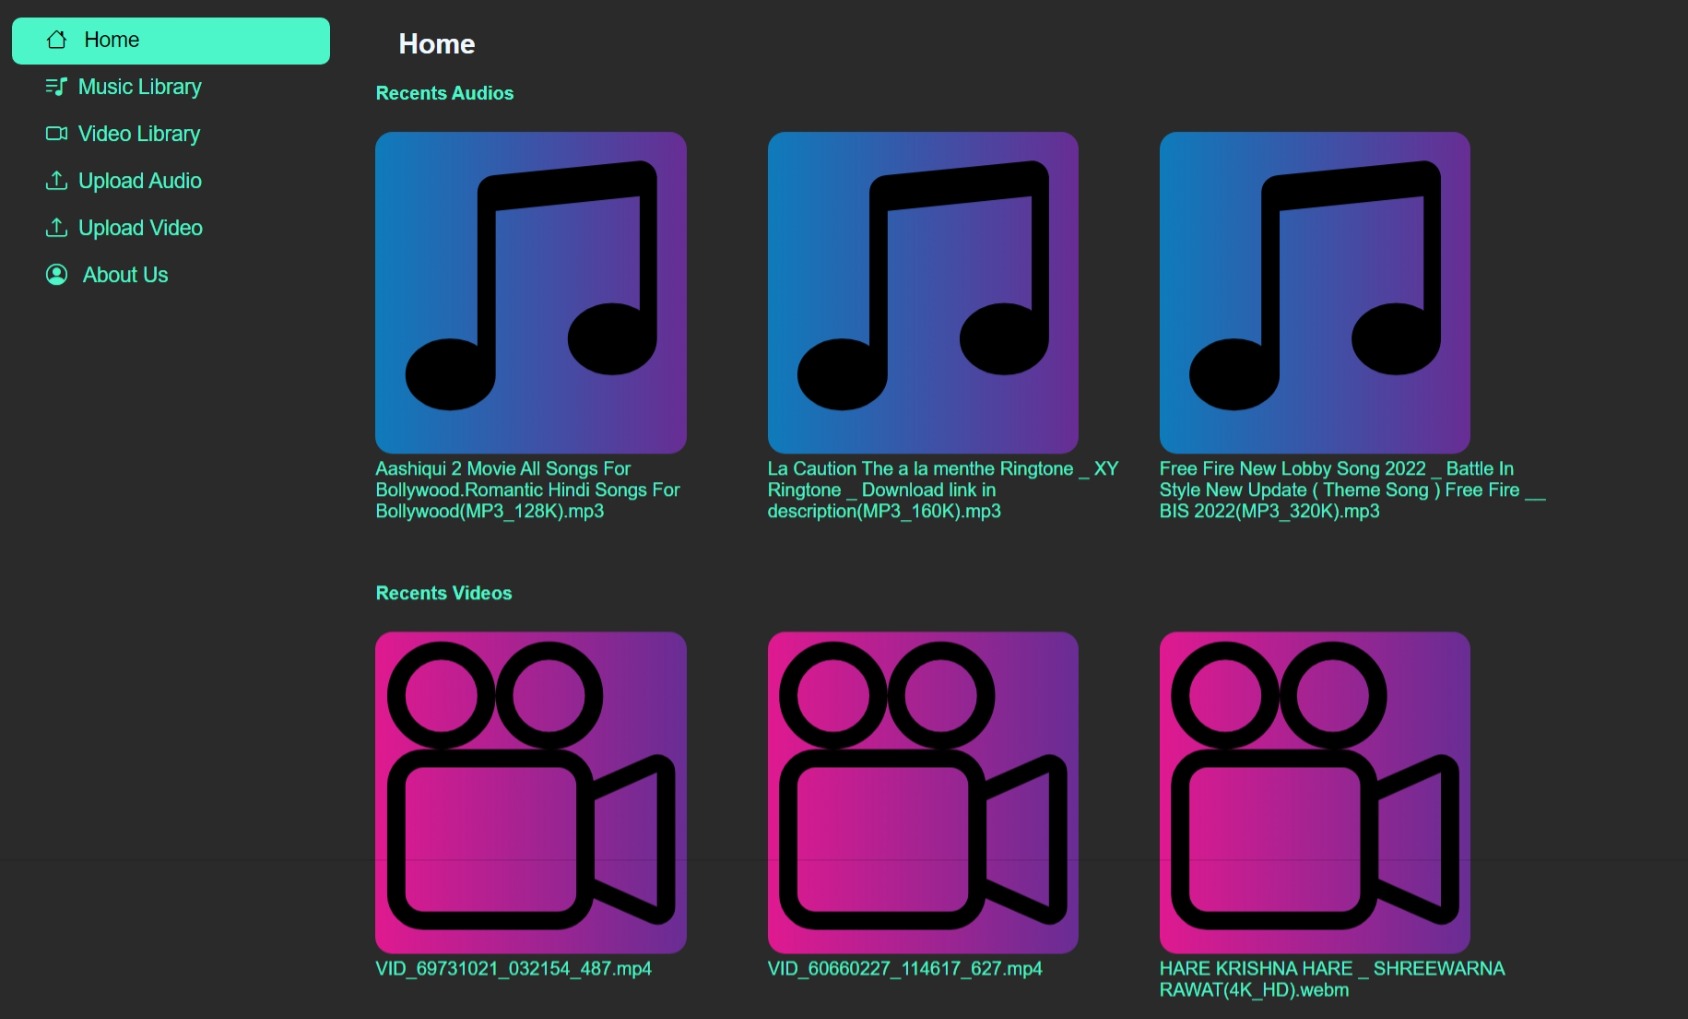 Home
Music Library
Video Library
Upload Audio
Upload Video
About Us
Home
Recents Audios
Aashiqui 2 Movie All Songs For
Bollywood.Romantic Hindi Songs For
Bollywood(MP3_128K).mp3
La Caution The a la menthe Ringtone _ XY
Ringtone _ Download link in
description(MP3_160K).mp3
Free Fire New Lobby Song 2022 _ Battle In
Style New Update ( Theme Song ) Free Fire __
BIS 2022(MP3_320K).mp3
Recents Videos
VID_69731021_032154_487.mp4
VID_60660227_114617_627.mp4
HARE KRISHNA HARE _ SHREEWARNA
RAWAT(4K_HD).webm